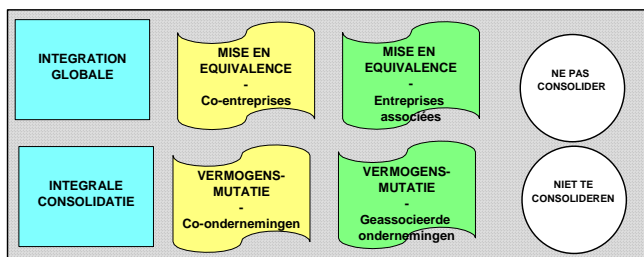 INTEGRATION
GLOBALE
MISE EN
EQUIVALENCE
-
Co-entreprises
MISE EN
EQUIVALENCE
-
Entreprises
associées
NE PAS
CONSOLIDER
INTEGRALE
CONSOLIDATIE
VERMOGENS-
MUTATIE
-
Co-ondernemingen
VERMOGENS-
MUTATIE
-
Geassocieerde
ondernemingen
NIET TE
CONSOLIDEREN